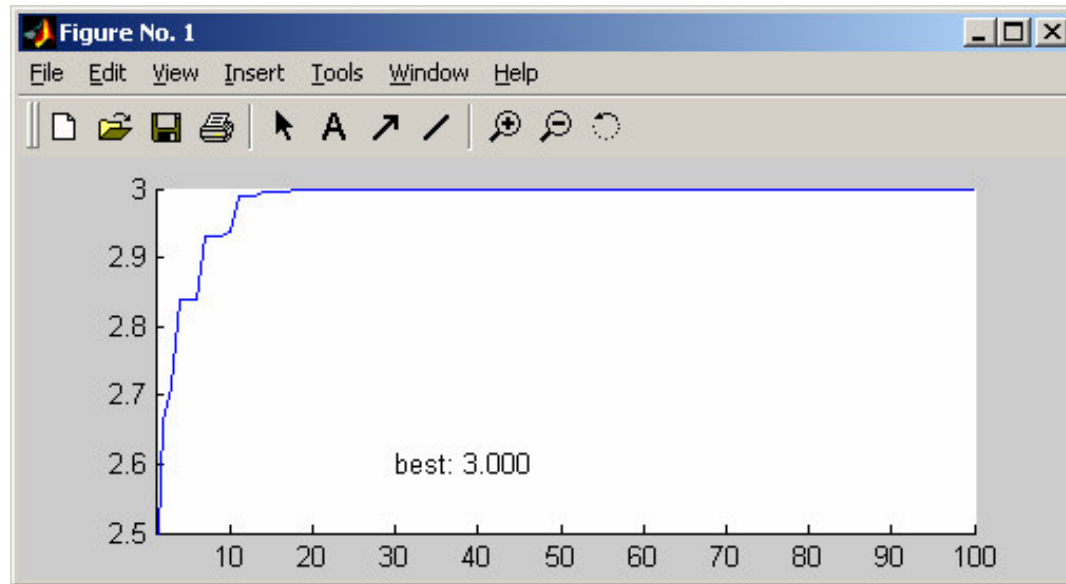 Figure No. 1
File Edit View Insert Tools Window Help
A
3
2.9
2.8
2.7
2.6
best: 3.000
2.5
10 20 30 40 50 60 70 80 90 100